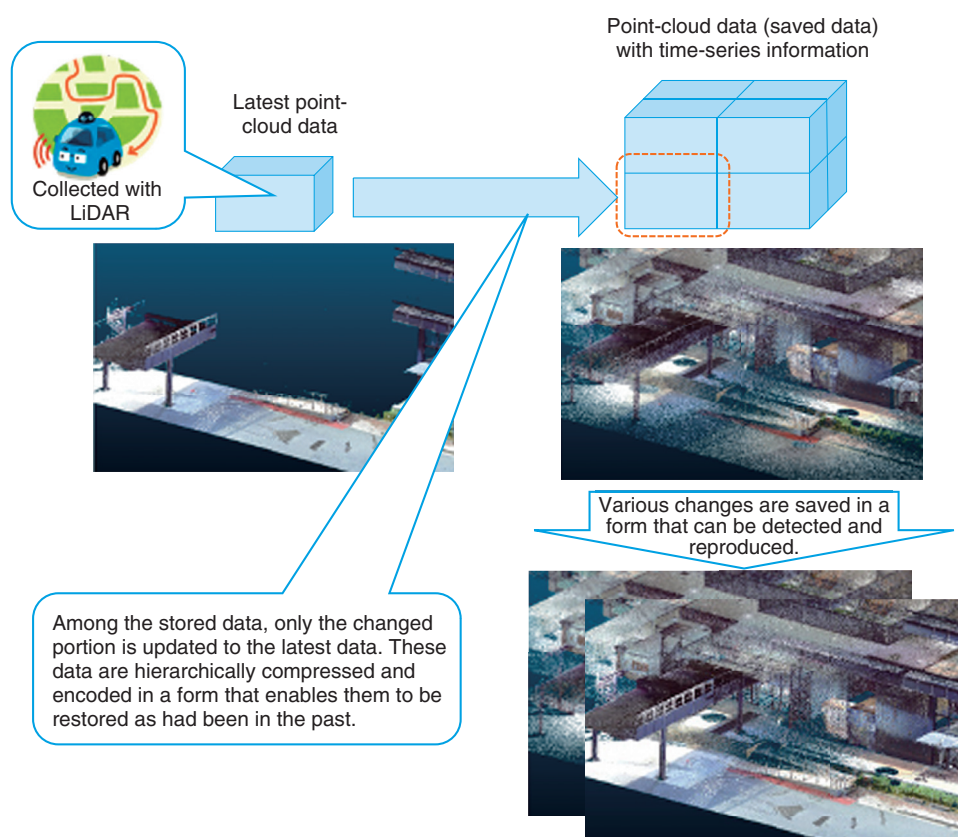 Point-cloud data (saved data)
with time-series information
Latest point-
cloud data
Collected with
LiDAR
Various changes are saved in a
form that can be detected and
reproduced.
Among the stored data, only the changed
portion is updated to the latest data. These
data are hierarchically compressed and
encoded in a form that enables them to be
restored as had been in the past.